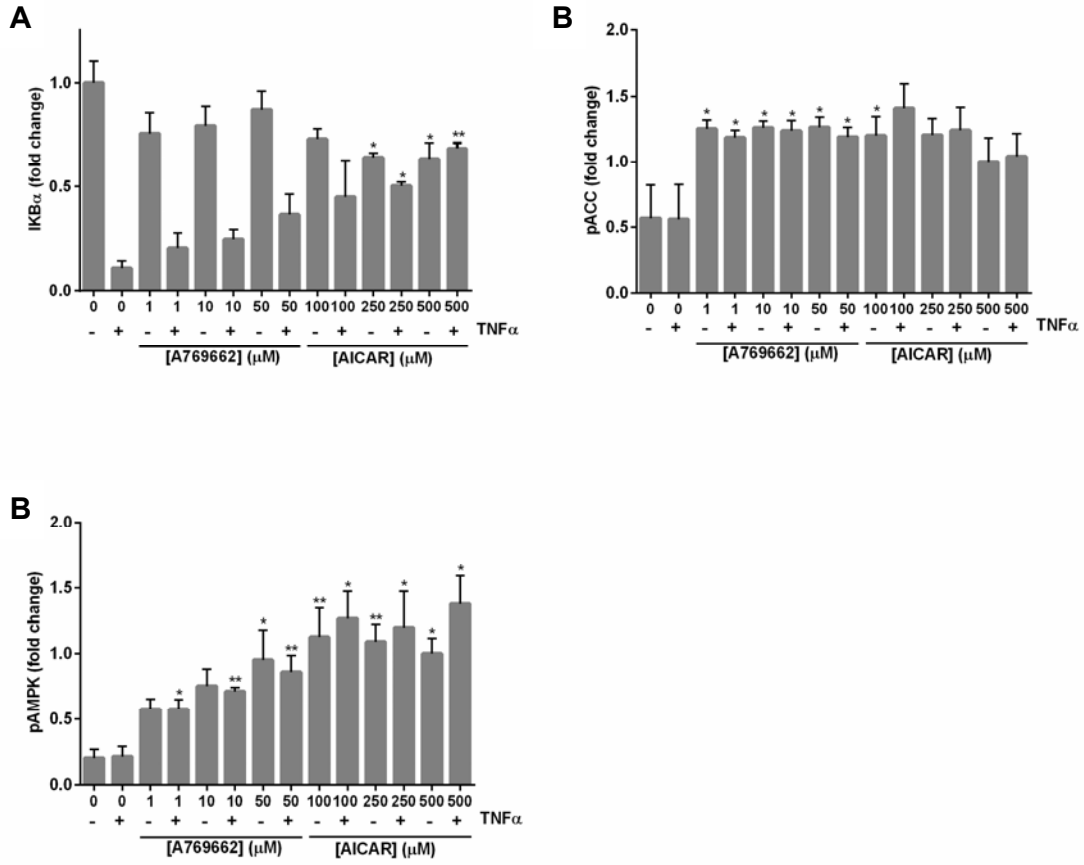 A
IKBα (fold change)
1.0
0.5
0.0
* * * **
0 0 1 1 10 10 50 50 100 100 250 250 500 500
- + - + - + - + - + - + - + TNFα
[A769662] (μM) [AICAR] (μM)
B
pACC (fold change)
2.0
1.5
1.0
0.5
0.0
* * * * * * *
0 0 1 1 10 10 50 50 100 100 250 250 500 500
- + - + - + - + - + - + - + TNFα
[A769662] (μM) [AICAR] (μM)
B
pAMPK (fold change)
2.0
1.5
1.0
0.5
0.0
* ** * ** ** * ** * * *
0 0 1 1 10 10 50 50 100 100 250 250 500 500
- + - + - + - + - + - + - + TNFα
[A769662] (μM) [AICAR] (μM)